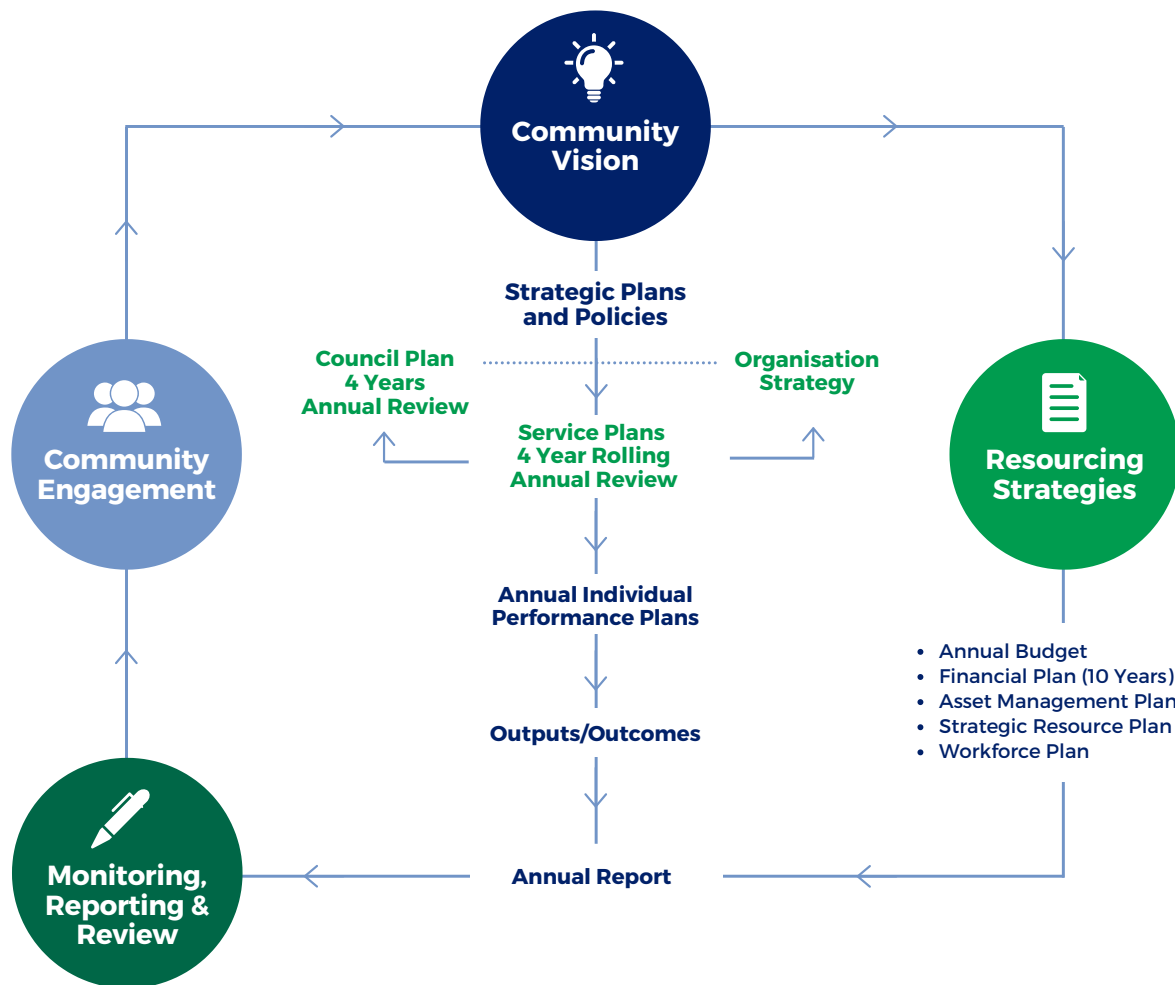 Community
Vision
Strategic Plans
and Policies
Council Plan
4 Years
Annual Review
Organisation
Strategy
Service Plans
4 Year Rolling
Annual Review
Community
Engagement
Resourcing
Strategies
Annual Individual
Performance Plans
• Annual Budget
• Financial Plan (10 Years)
• Asset Management Plan
• Strategic Resource Plan
• Workforce Plan
Outputs/Outcomes
Monitoring,
Reporting &
Review
Annual Report